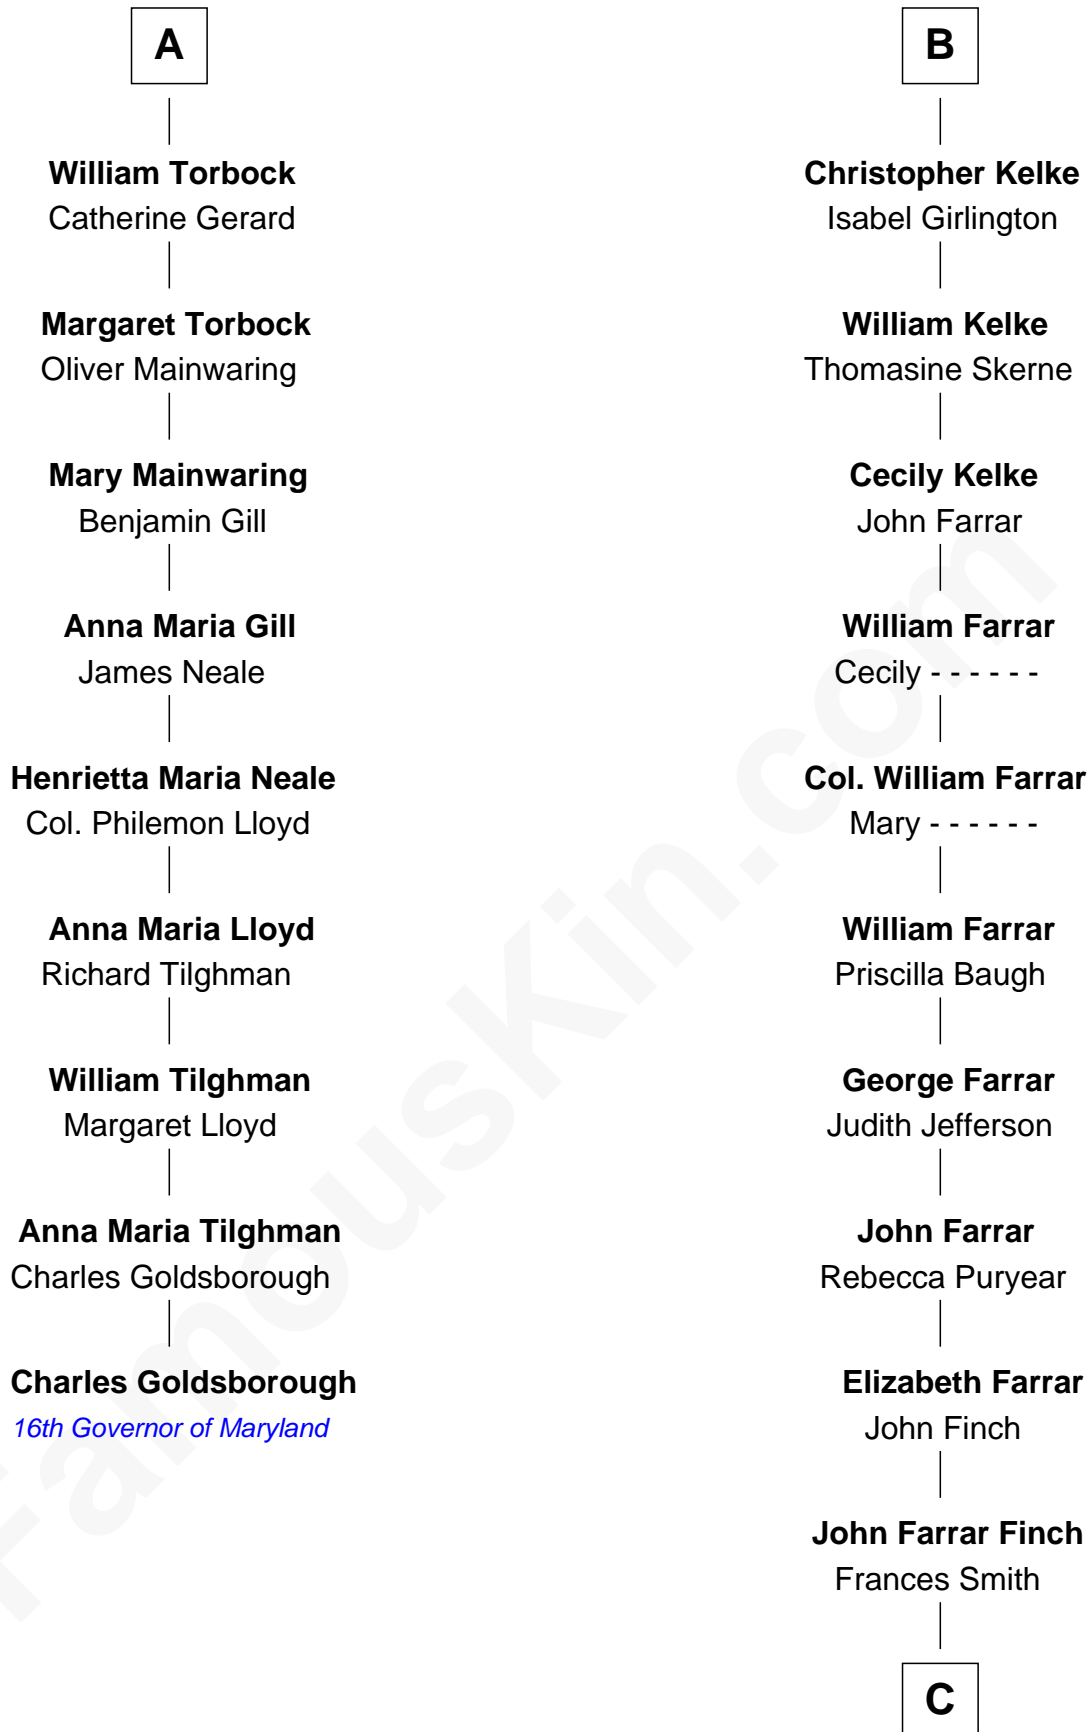 A
William Torbock
Catherine Gerard
Margaret Torbock
Oliver Mainwaring
Mary Mainwaring
Benjamin Gill
Anna Maria Gill
James Neale
Henrietta Maria Neale
Col. Philemon Lloyd
Anna Maria Lloyd
Richard Tilghman
William Tilghman
Margaret Lloyd
Anna Maria Tilghman
Charles Goldsborough
Charles Goldsborough
16th Governor of Maryland
B
Christopher Kelke
Isabel Girlington
William Kelke
Thomasine Skerne
Cecily Kelke
John Farrar
William Farrar
Cecily - - - - - -
Col. William Farrar
Mary - - - - - -
William Farrar
Priscilla Baugh
George Farrar
Judith Jefferson
John Farrar
Rebecca Puryear
Elizabeth Farrar
John Finch
John Farrar Finch
Frances Smith
C
FamousKin.com